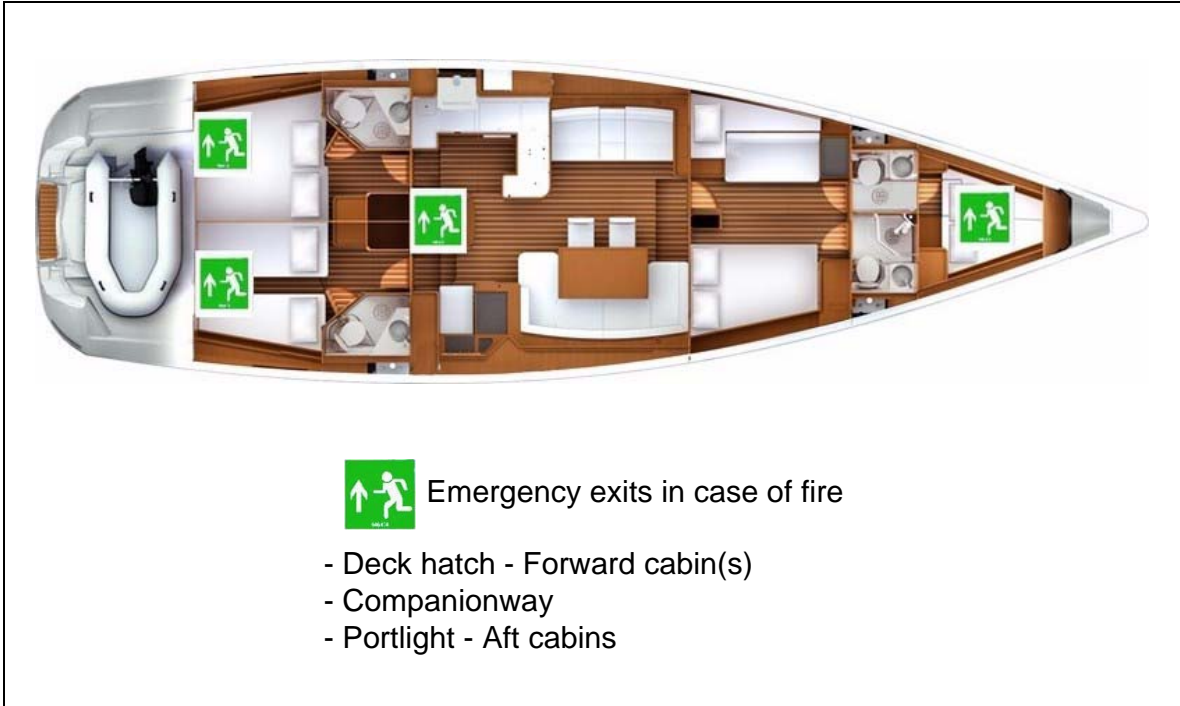 Emergency exits in case of fire
- Deck hatch - Forward cabin(s)
- Companionway
- Portlight - Aft cabins